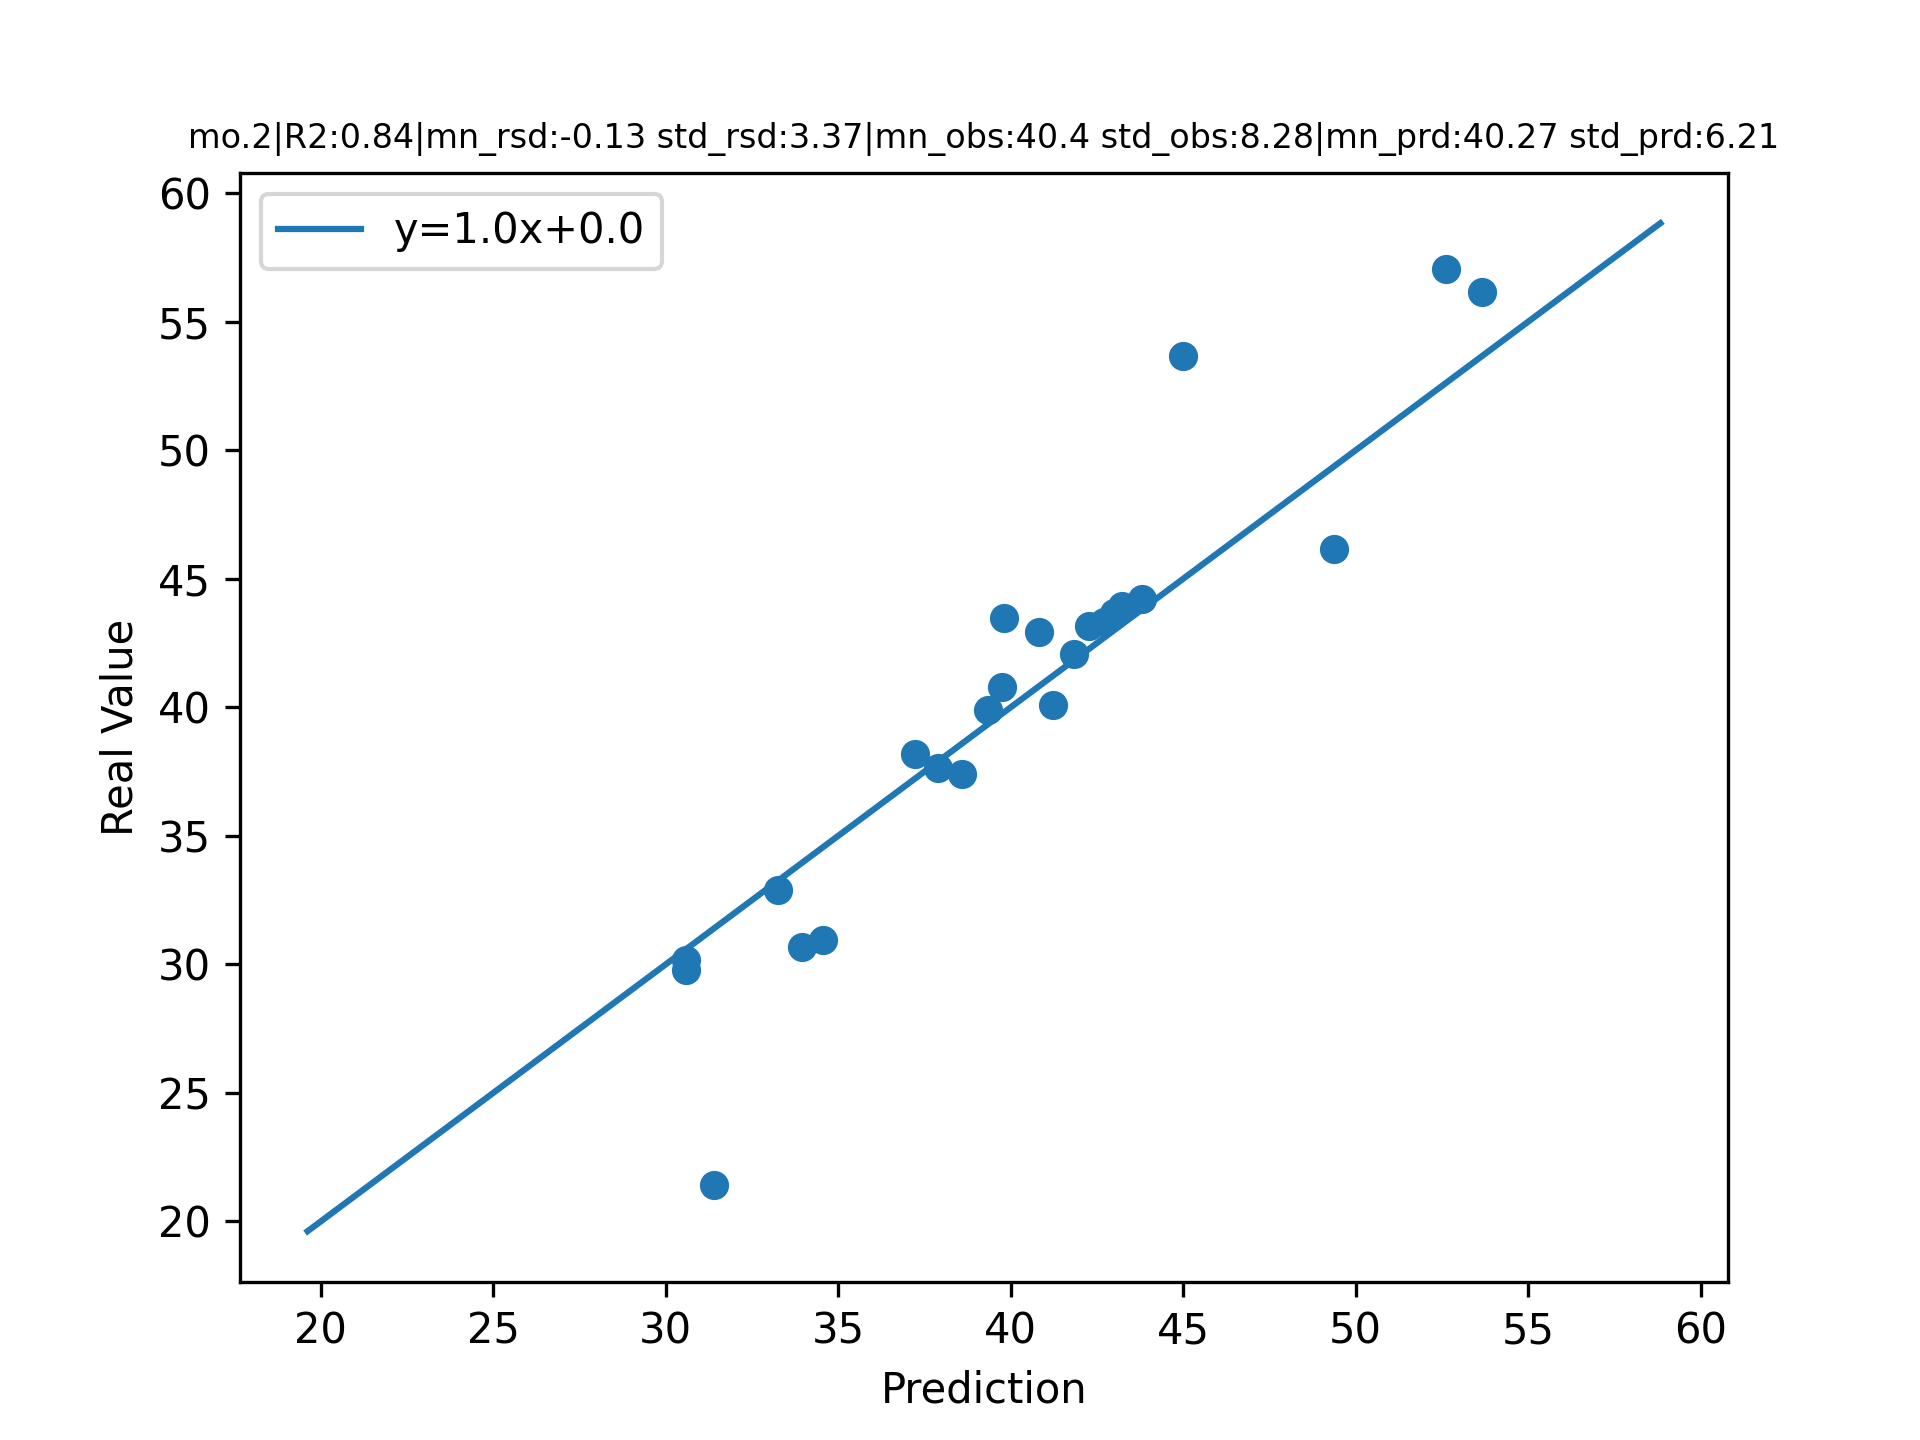 mo.2|R2:0.84|mn_rsd:-0.13 std_rsd:3.37|mn_obs:40.4 std_obs:8.28|mn_prd:40.27 std_prd:6.21
y=1.0x+0.0
60
55
50
45
40
35
30
25
20
Real Value
20 25 30 35 40 45 50 55 60
Prediction